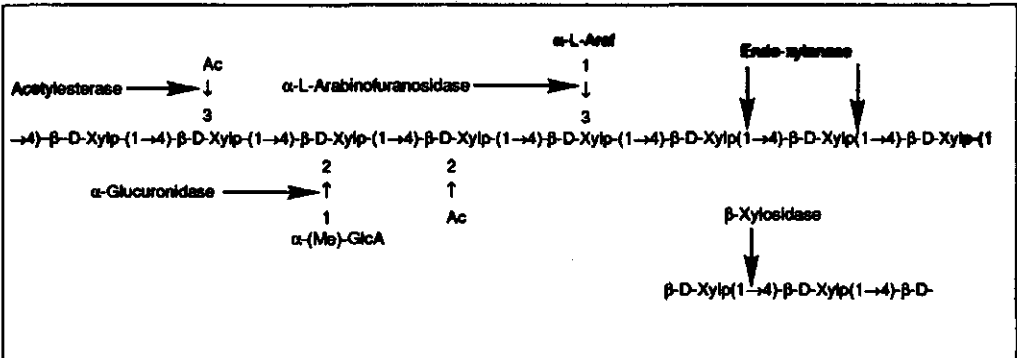 α-L-Araf Endo-xylanase
Ac 1
Acetylesterase α-L-Arabinofuranosidase ↓
↓
3 3
→4)-β-D-Xylp-(1→4)-β-D-Xylp-(1→4)-β-D-Xylp-(1→4)-β-D-Xylp-(1→4)-β-D-Xylp-(1→4)-β-D-Xylp(1→4)-β-D-Xylp(1→4)-β-D-Xylp-(1
2 2
α-Glucuronidase ↑ ↑
1 Ac β-Xylosidase
α-(Me)-GlcA
β-D-Xylp(1→4)-β-D-Xylp(1→4)-β-D-